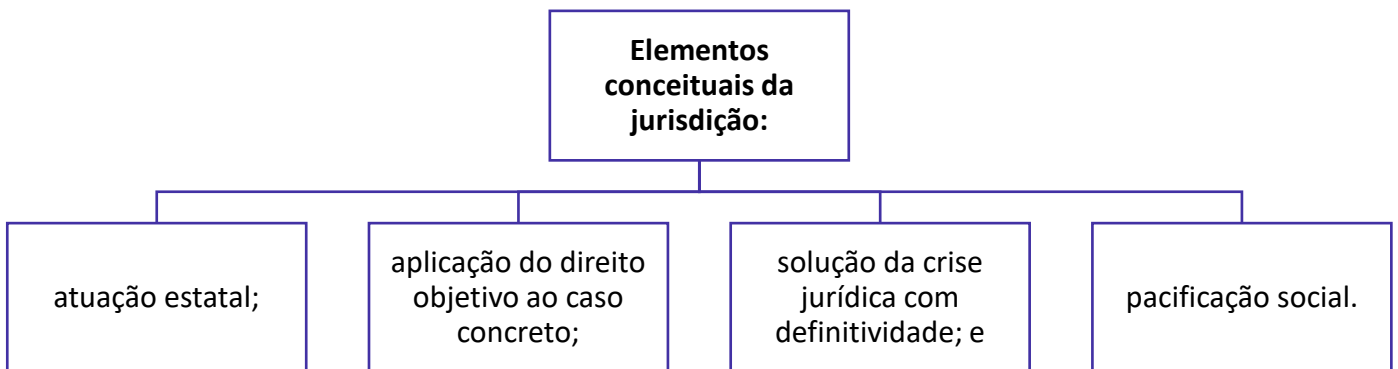 Elementos
conceituais da
jurisdição:
atuação estatal;
aplicação do direito
objetivo ao caso
concreto;
solução da crise
jurídica com
definitividade; e
pacificação social.